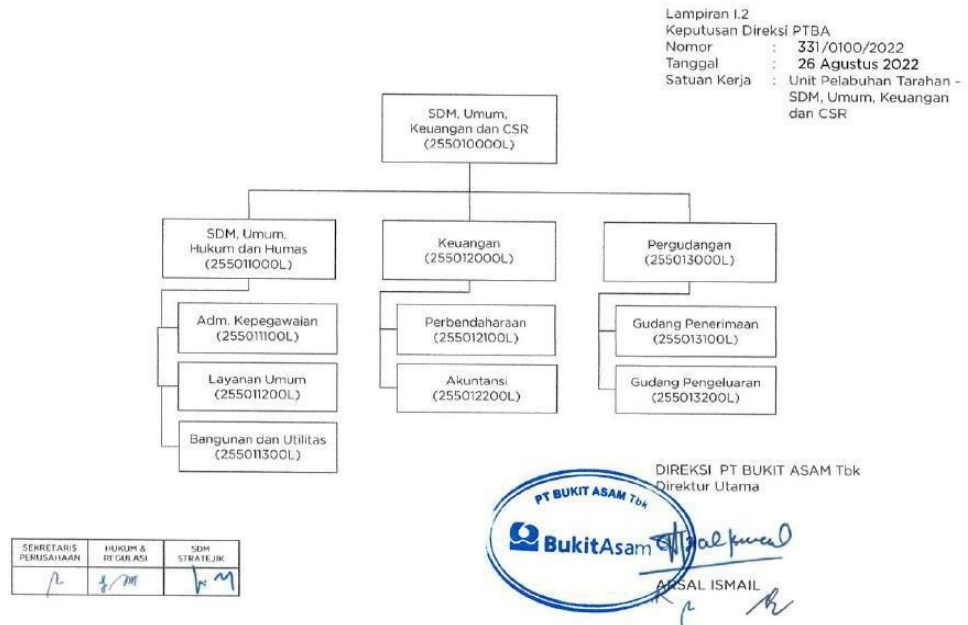 Lampiran I.2
Keputusan Direksi PTBA
Nomor : 331/0100/2022
Tanggal : 26 Agustus 2022
Satuan Kerja : Unit Pelabuhan Tarahan -
SDM, Umum, Keuangan
dan CSR
SDM, Umum,
Keuangan dan CSR
(255010000L)
SDM, Umum,
Hukum dan Humas
(255011000L)
Keuangan
(255012000L)
Pergudangan
(255013000L)
Adm. Kepegawaian
(255011100L)
Perbendaharaan
(255012100L)
Gudang Penerimaan
(255013100L)
Layanan Umum
(255011200L)
Akuntansi
(255012200L)
Gudang Pengeluaran
(255013200L)
Bangunan dan Utilitas
(255011300L)
DIREKSI PT BUKIT ASAM Tbk
Direktur Utama
PT BUKIT ASAM Tbk
BukitAsam
ARSAL ISMAIL
SEKRETARIS
PERUSAHAAN
HUKUM &
REGULASI
SDM
STRATEJIK